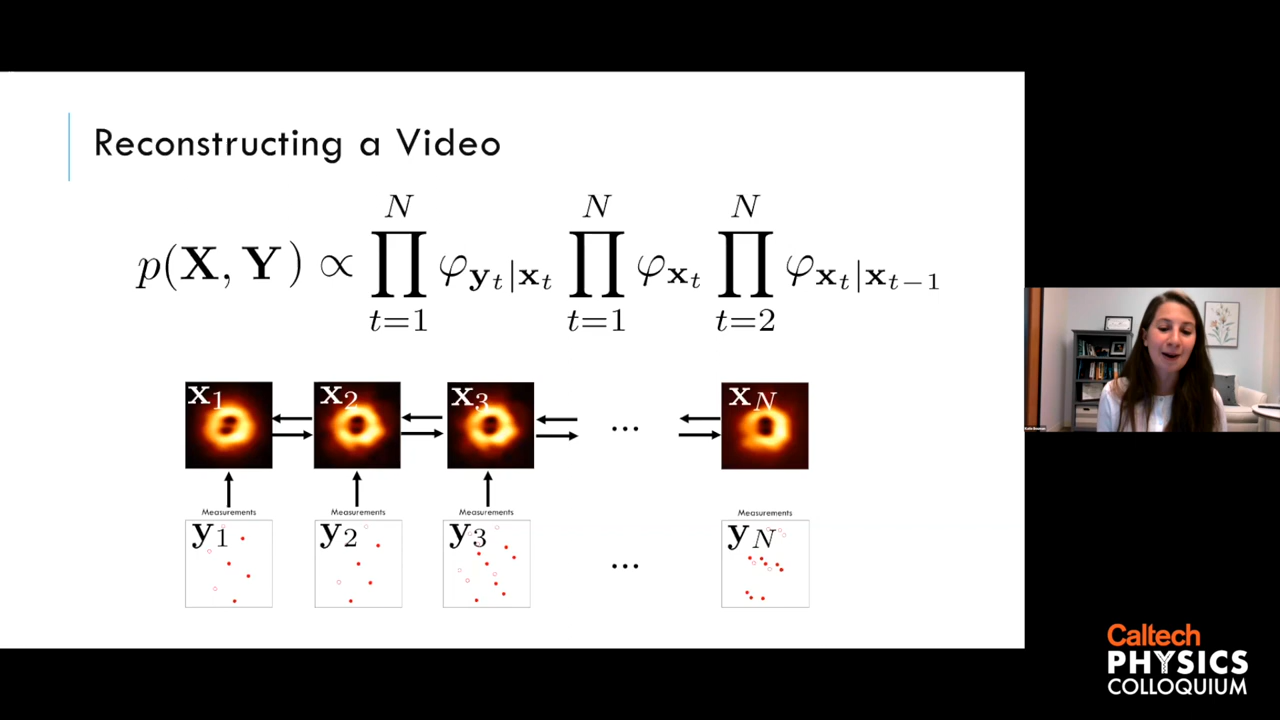 Reconstructing a Video
p(X, Y) ∝ ∏_{t=1}^{N} φ_{y_t|x_t} ∏_{t=1}^{N} φ_{x_t} ∏_{t=2}^{N} φ_{x_t|x_{t−1}}
x₁ x₂ x₃ ... x_N
Measurements Measurements Measurements Measurements
y₁ y₂ y₃ ... y_N
Caltech
PHYSICS
COLLOQUIUM